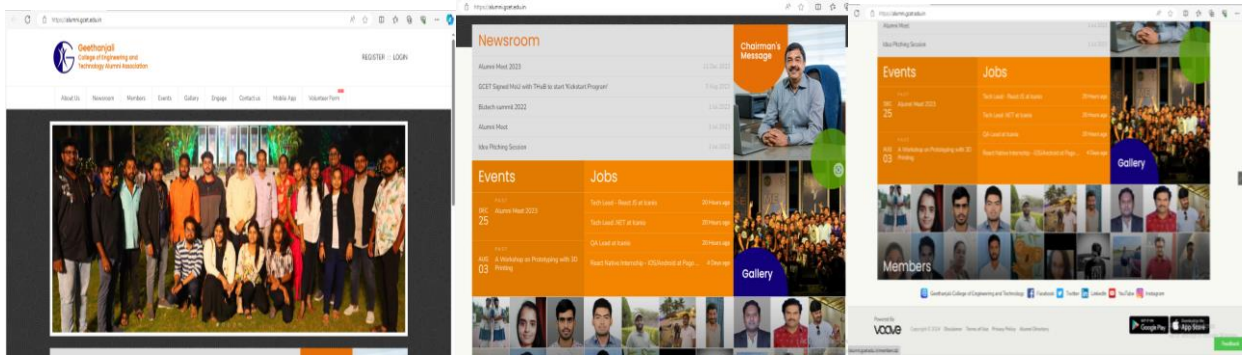 https://alumni.gcet.edu.in
Geethanjali
College of Engineering and
Technology Alumni Association
REGISTER
LOGIN
About Us Newsroom Members Events Gallery Engage Contact us Mobile App Volunteer Form
https://alumni.gcet.edu.in
Newsroom
Alumni Meet 2023
GCET Signed MoU with THuB to start 'Kickstart Program'
Biztech summit 2022
Alumni Meet
Idea Pitching Session
Chairman's
Message
Events
PAST
DEC
25
Alumni Meet 2023
PAST
AUG
03
A Workshop on Prototyping with 3D
Printing
Jobs
Tech Lead - React JS at Icanio 20 Hours ago
Tech Lead .NET at Icanio 20 Hours ago
QA Lead at Icanio 20 Hours ago
React Native Internship - iOS/Android at Page ... 4 Days ago
Gallery
https://alumni.gcet.edu.in
Alumni Meet
Idea Pitching Session
Events
PAST
DEC
25
Alumni Meet 2023
PAST
AUG
03
A Workshop on Prototyping with 3D
Printing
Jobs
Tech Lead - React JS at Icanio 20 Hours ago
Tech Lead .NET at Icanio 20 Hours ago
QA Lead at Icanio 20 Hours ago
React Native Internship - iOS/Android at Page ... 4 Days ago
Gallery
Members
Geethanjali College of Engineering and Technology Facebook Twitter LinkedIn YouTube Instagram
Powered By
vaave
Copyright © 2024 Disclaimer Terms of Use Privacy Policy Alumni Directory
Google Play
App Store
Feedback